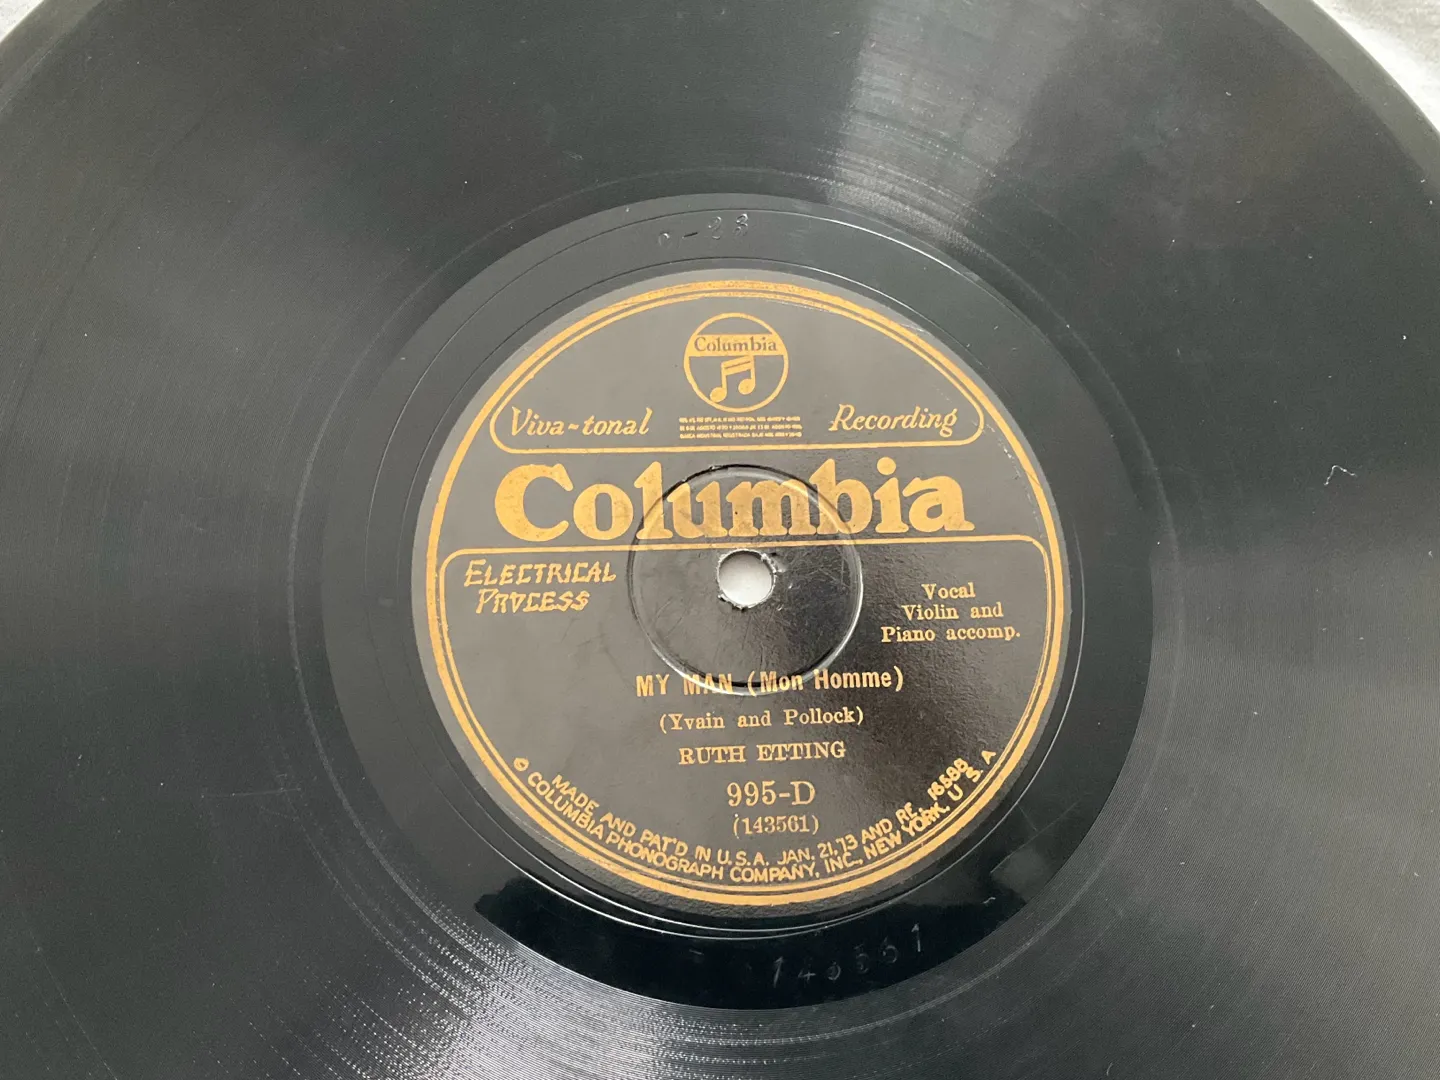 Columbia
Viva-tonal Recording
Columbia
ELECTRICAL
PROCESS
Vocal
Violin and
Piano accomp.
MY MAN (Mon Homme)
(Yvain and Pollock)
RUTH ETTING
995-D
(143561)
MADE AND PAT'D IN U.S.A. JAN. 21, '13 AND RE. 16588
COLUMBIA PHONOGRAPH COMPANY, INC., NEW YORK, U.S.A
143561